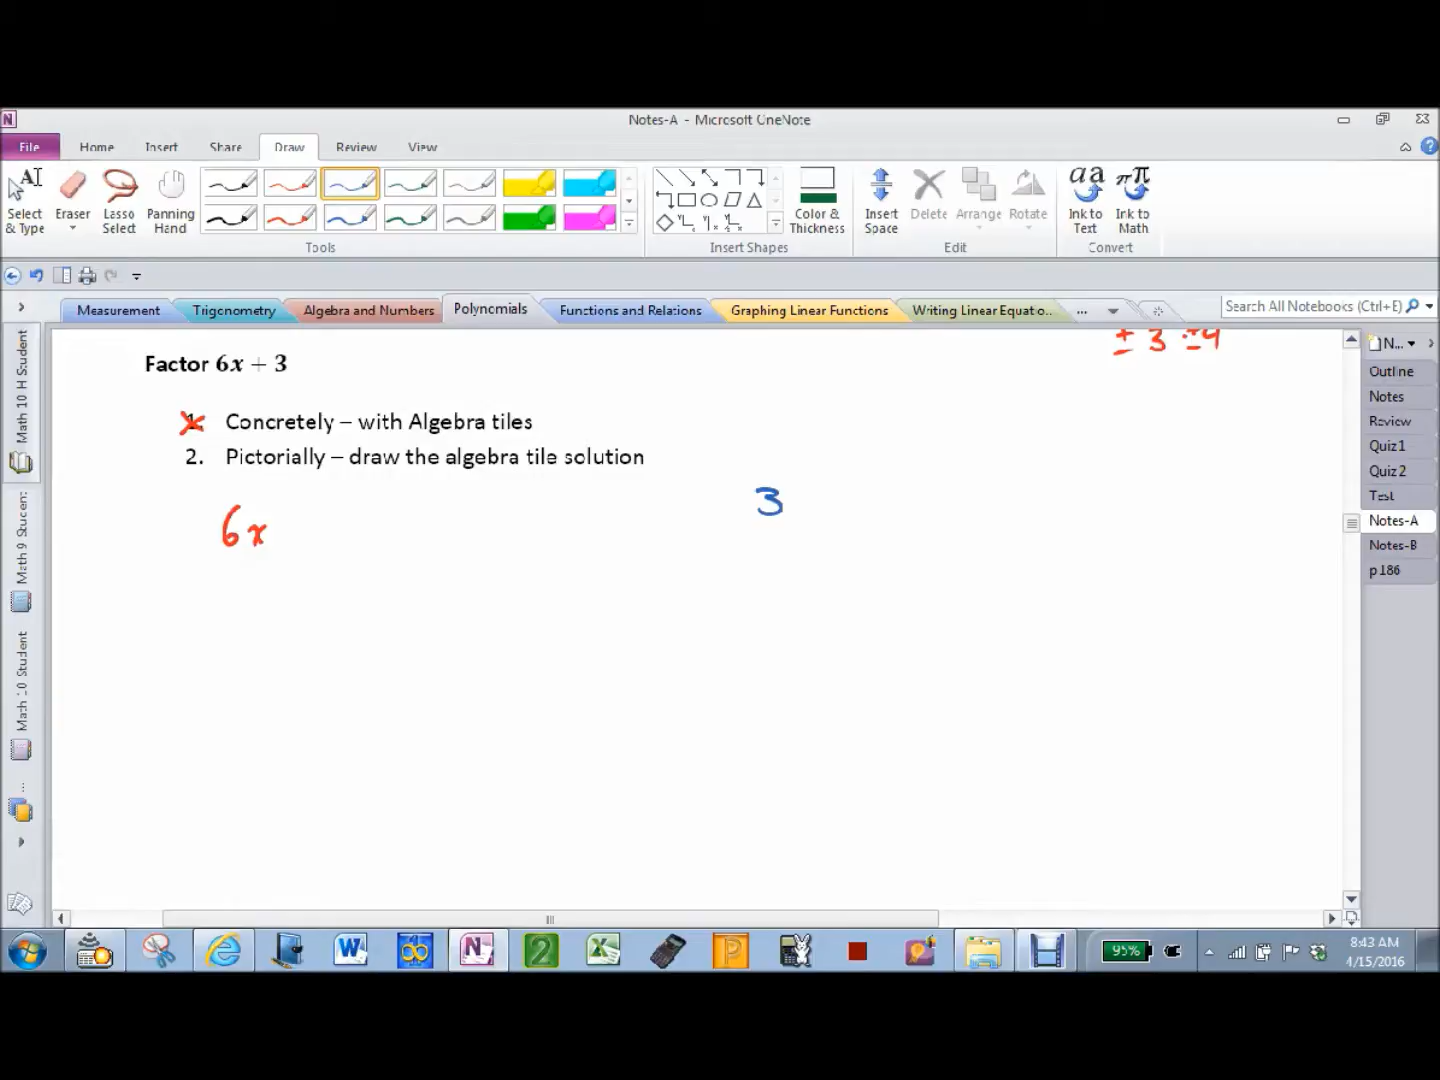 Notes-A - Microsoft OneNote
File Home Insert Share Draw Review View
Select & Type Eraser Lasso Select Panning Hand Color & Thickness Insert Space Delete Arrange Rotate Ink to Text Ink to Math
Tools Insert Shapes Edit Convert
Measurement Trigonometry Algebra and Numbers Polynomials Functions and Relations Graphing Linear Functions Writing Linear Equatio.. ... Search All Notebooks (Ctrl+E)
± 3 ± 4
Factor 6x + 3
1. Concretely – with Algebra tiles
2. Pictorially – draw the algebra tile solution
3
6x
Math 10 H Student
Math 9 Studen:
Math 10 Student
N...
Outline
Notes
Review
Quiz 1
Quiz 2
Test
Notes-A
Notes-B
p 186
95%
8:43 AM
4/15/2016